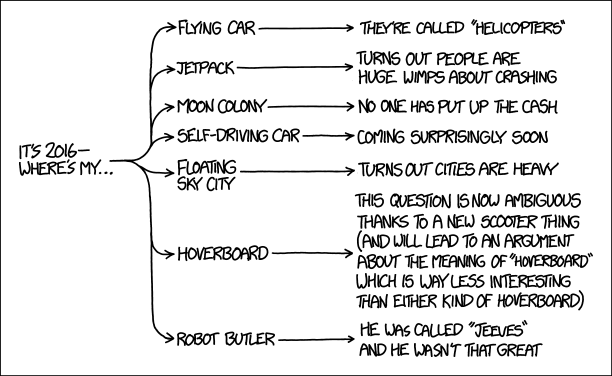 IT'S 2016—
WHERE'S MY...
FLYING CAR
THEY'RE CALLED "HELICOPTERS"
JETPACK
TURNS OUT PEOPLE ARE
HUGE WIMPS ABOUT CRASHING
MOON COLONY
NO ONE HAS PUT UP THE CASH
SELF-DRIVING CAR
COMING SURPRISINGLY SOON
FLOATING
SKY CITY
TURNS OUT CITIES ARE HEAVY
HOVERBOARD
THIS QUESTION IS NOW AMBIGUOUS
THANKS TO A NEW SCOOTER THING
(AND WILL LEAD TO AN ARGUMENT
ABOUT THE MEANING OF "HOVERBOARD"
WHICH IS WAY LESS INTERESTING
THAN EITHER KIND OF HOVERBOARD)
ROBOT BUTLER
HE WAS CALLED "JEEVES"
AND HE WASN'T THAT GREAT